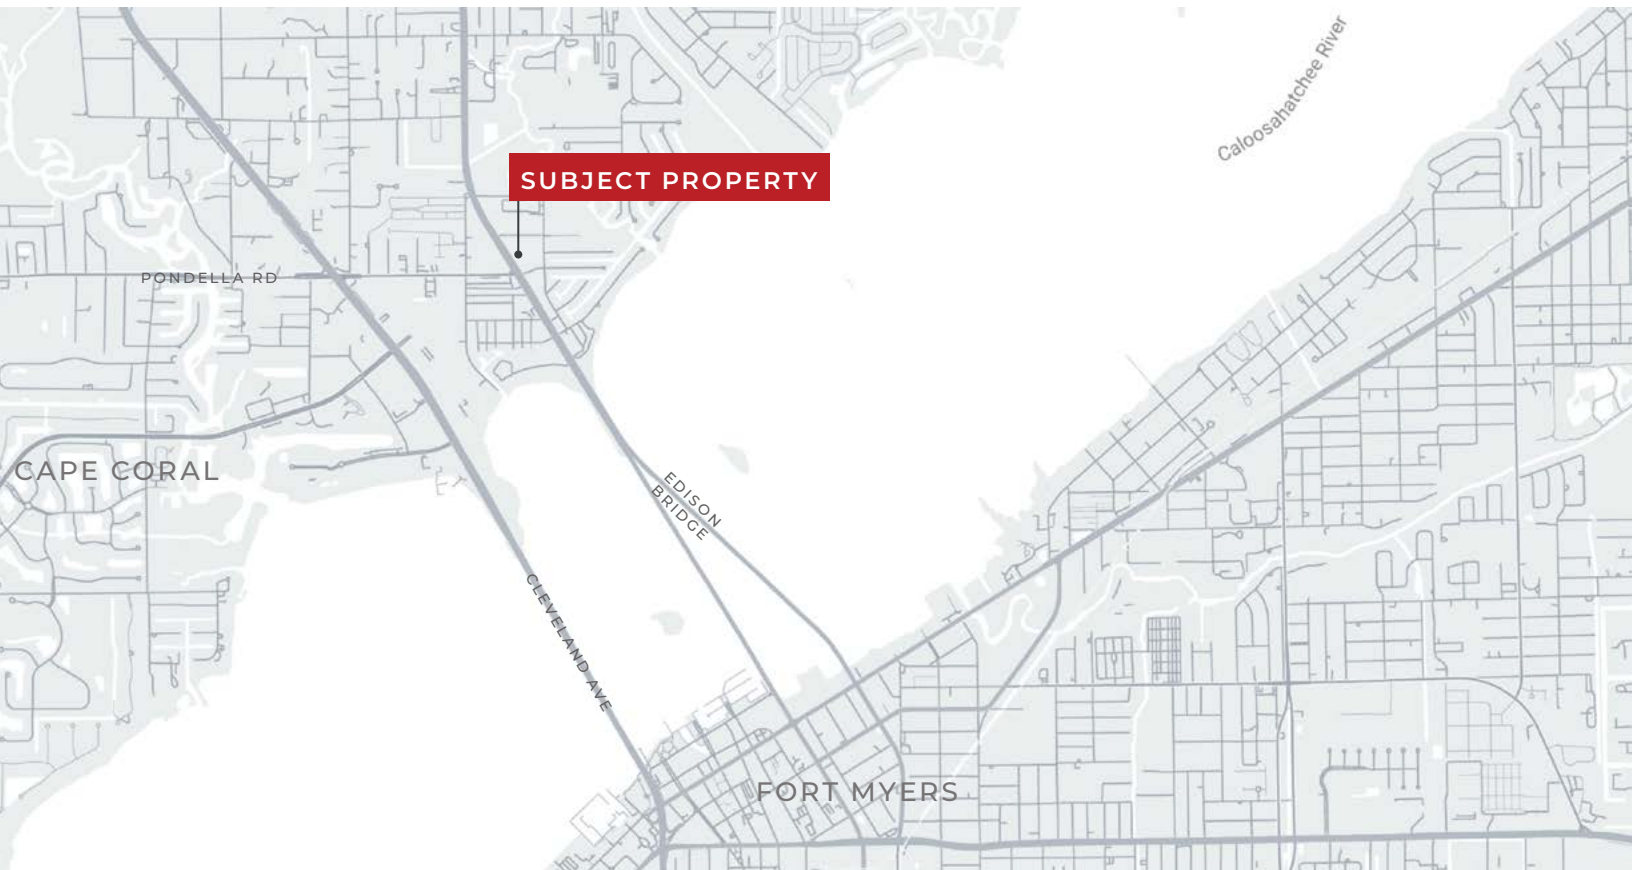 Caloosahatchee River
SUBJECT PROPERTY
PONDELLA RD
CAPE CORAL
EDISON
BRIDGE
CLEVELAND AVE
FORT MYERS